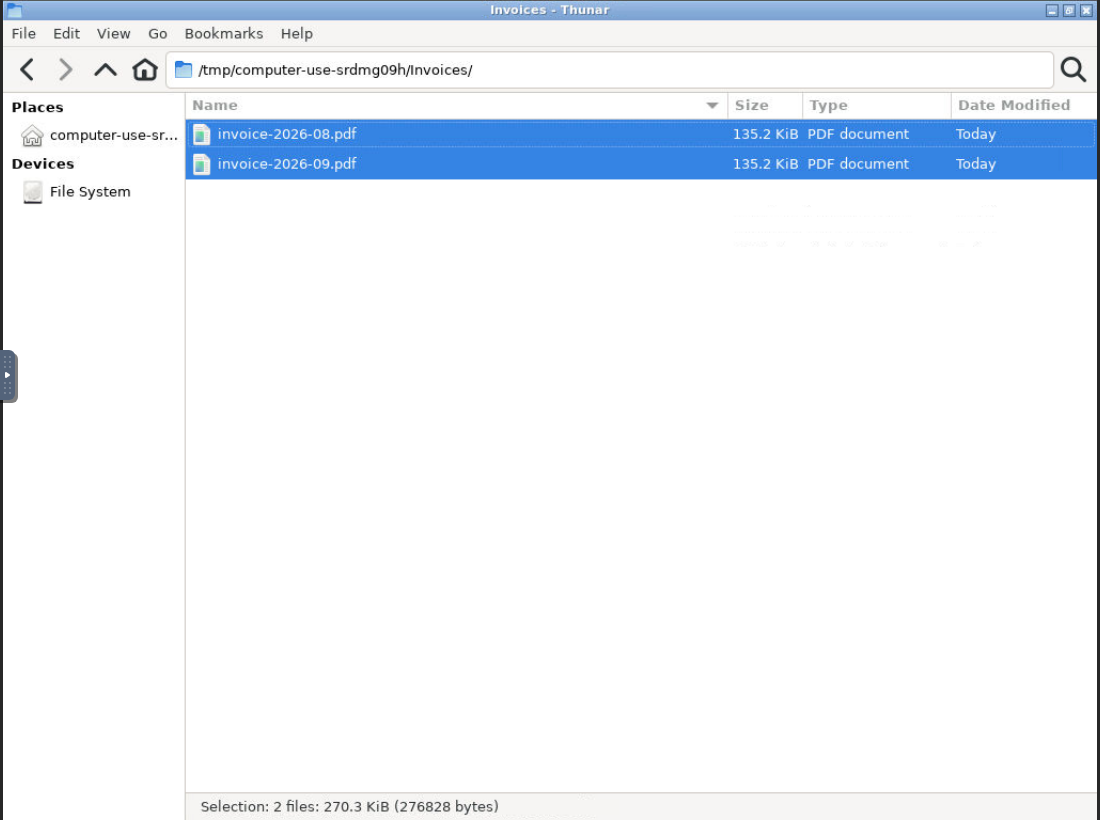 Invoices - Thunar
File Edit View Go Bookmarks Help
/tmp/computer-use-srdmg09h/Invoices/
Places
computer-use-sr...
Devices
File System
Name Size Type Date Modified
invoice-2026-08.pdf 135.2 KiB PDF document Today
invoice-2026-09.pdf 135.2 KiB PDF document Today
Selection: 2 files: 270.3 KiB (276828 bytes)